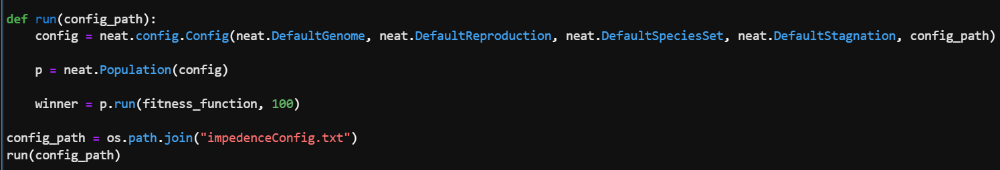 def run(config_path):
    config = neat.config.Config(neat.DefaultGenome, neat.DefaultReproduction, neat.DefaultSpeciesSet, neat.DefaultStagnation, config_path)
    p = neat.Population(config)
    winner = p.run(fitness_function, 100)
config_path = os.path.join("impedenceConfig.txt")
run(config_path)